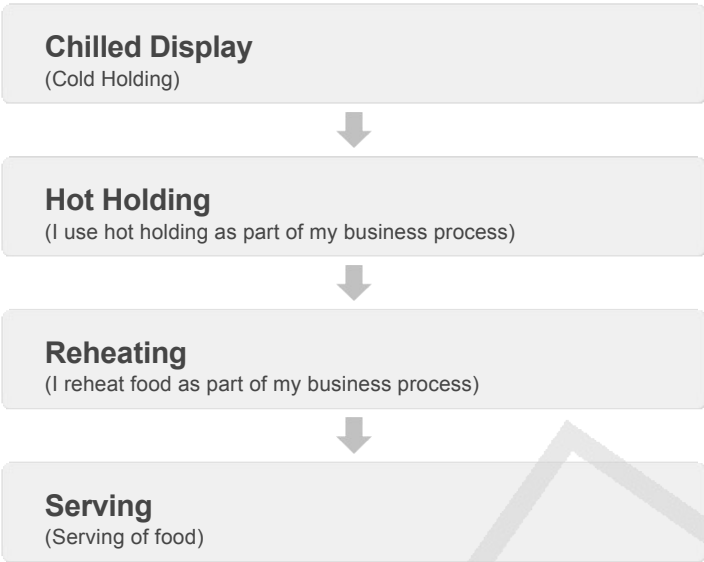 Chilled Display
(Cold Holding)
Hot Holding
(I use hot holding as part of my business process)
Reheating
(I reheat food as part of my business process)
Serving
(Serving of food)